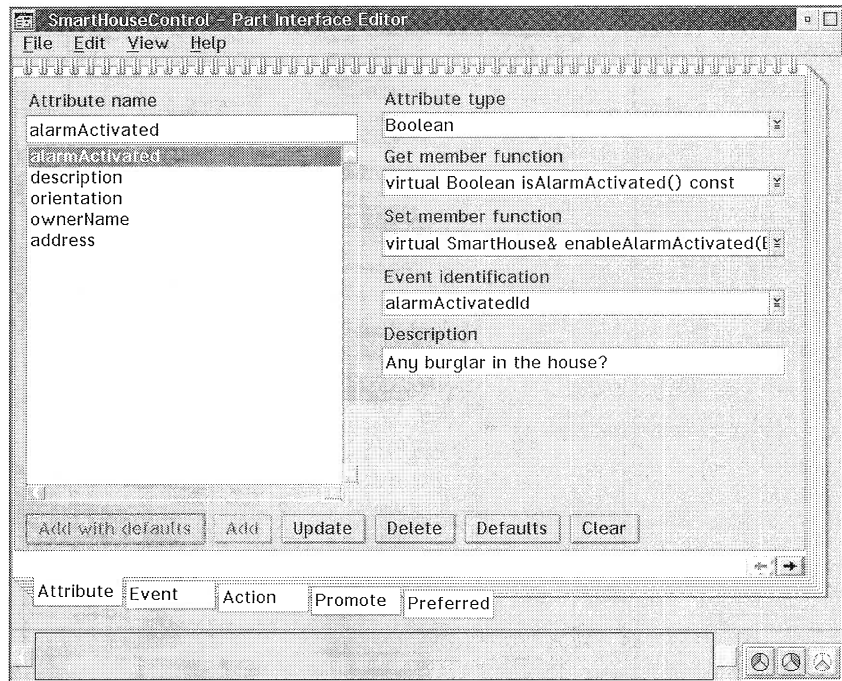 SmartHouseControl - Part Interface Editor
File Edit View Help
Attribute name
alarmActivated
alarmActivated
description
orientation
ownerName
address
Attribute type
Boolean
Get member function
virtual Boolean isAlarmActivated() const
Set member function
virtual SmartHouse& enableAlarmActivated(
Event identification
alarmActivatedId
Description
Any burglar in the house?
Add with defaults Add Update Delete Defaults Clear
Attribute Event Action Promote Preferred